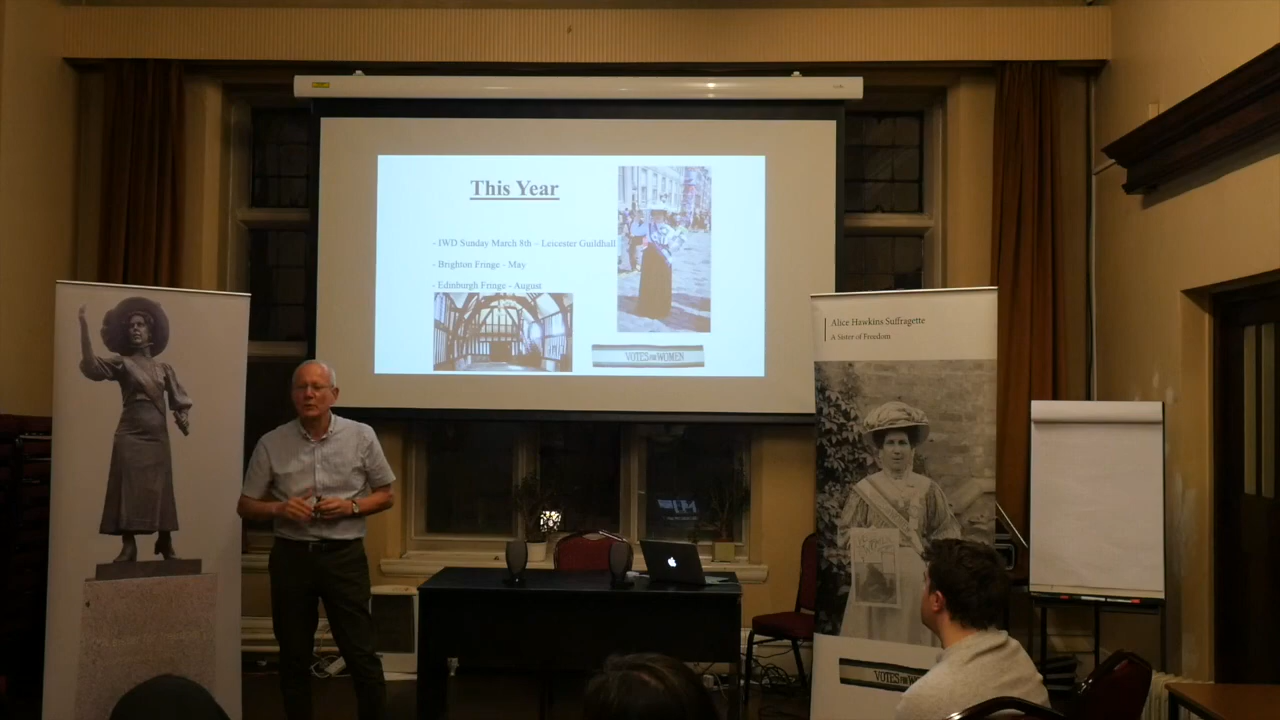 This Year
- IWD Sunday March 8th – Leicester Guildhall
- Brighton Fringe - May
- Edinburgh Fringe - August
VOTES FOR WOMEN
Alice Hawkins Suffragette
A Sister of Freedom
VOTES FOR WO